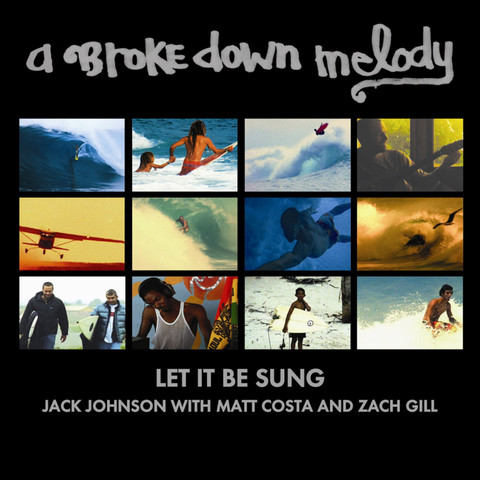 a Broke down melody
LET IT BE SUNG
JACK JOHNSON WITH MATT COSTA AND ZACH GILL